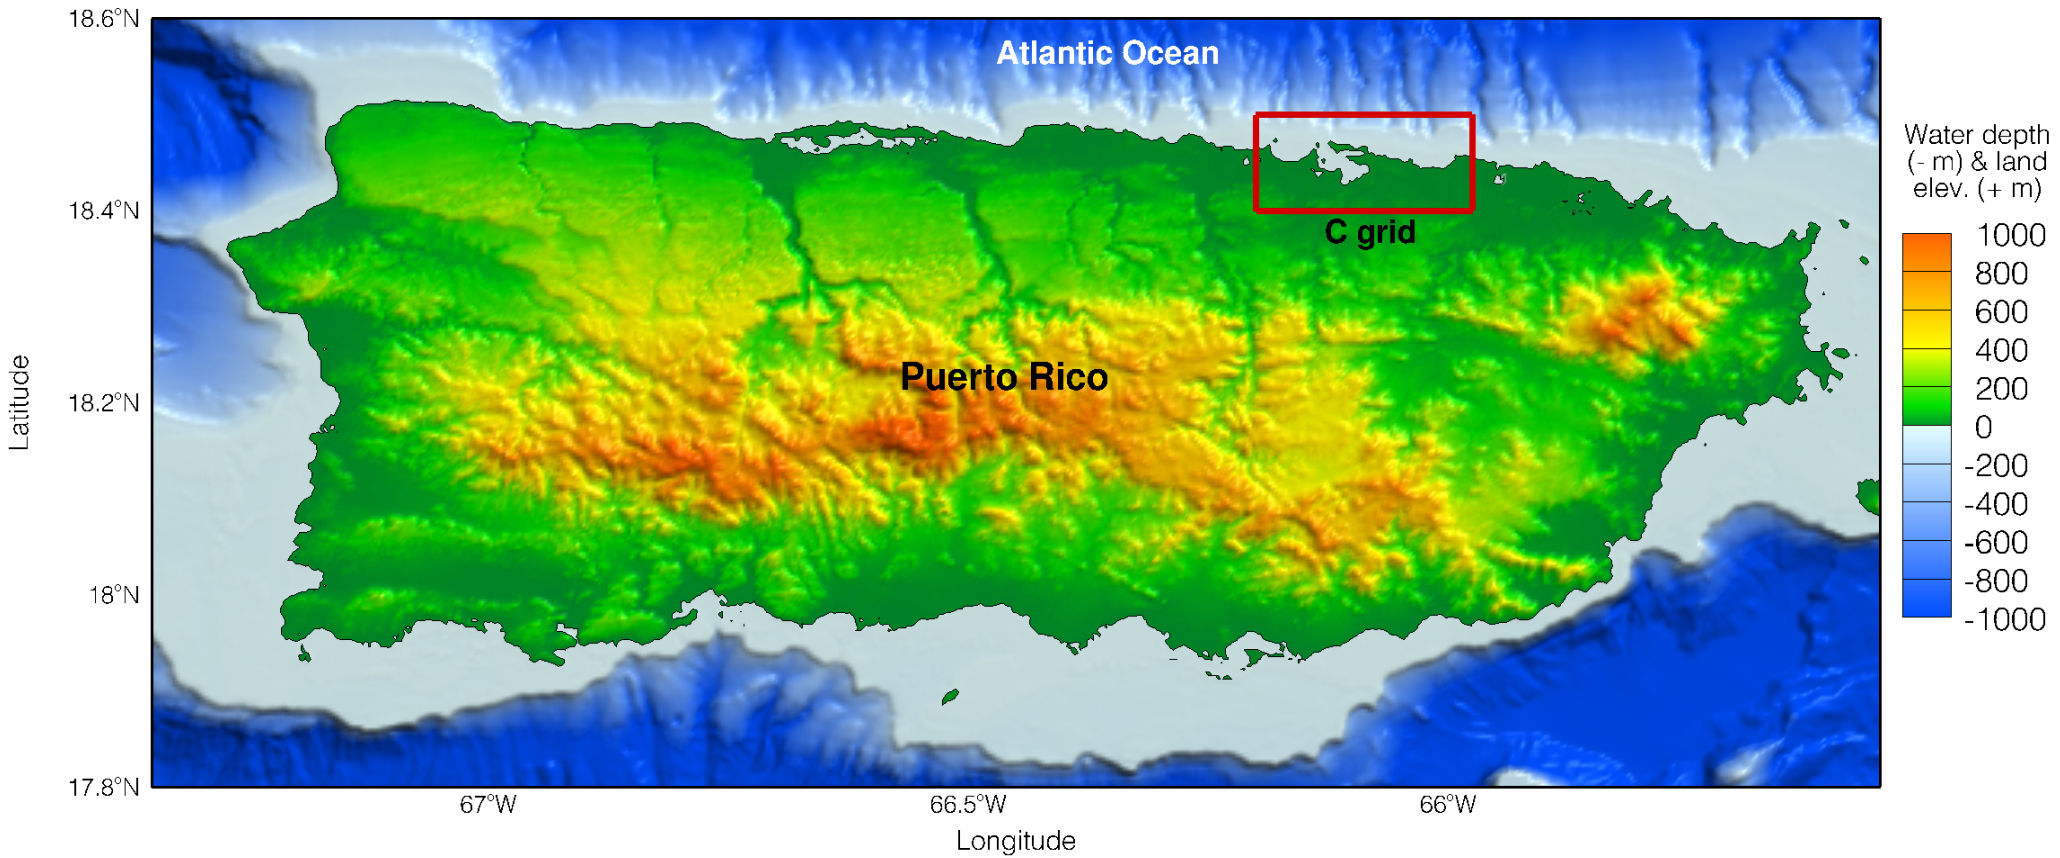 18.6°N
Atlantic Ocean
Water depth
(- m) & land
elev. (+ m)
18.4°N
C grid
1000
800
600
400
200
0
-200
-400
-600
-800
-1000
Puerto Rico
Latitude
18.2°N
18°N
17.8°N
67°W
66.5°W
66°W
Longitude